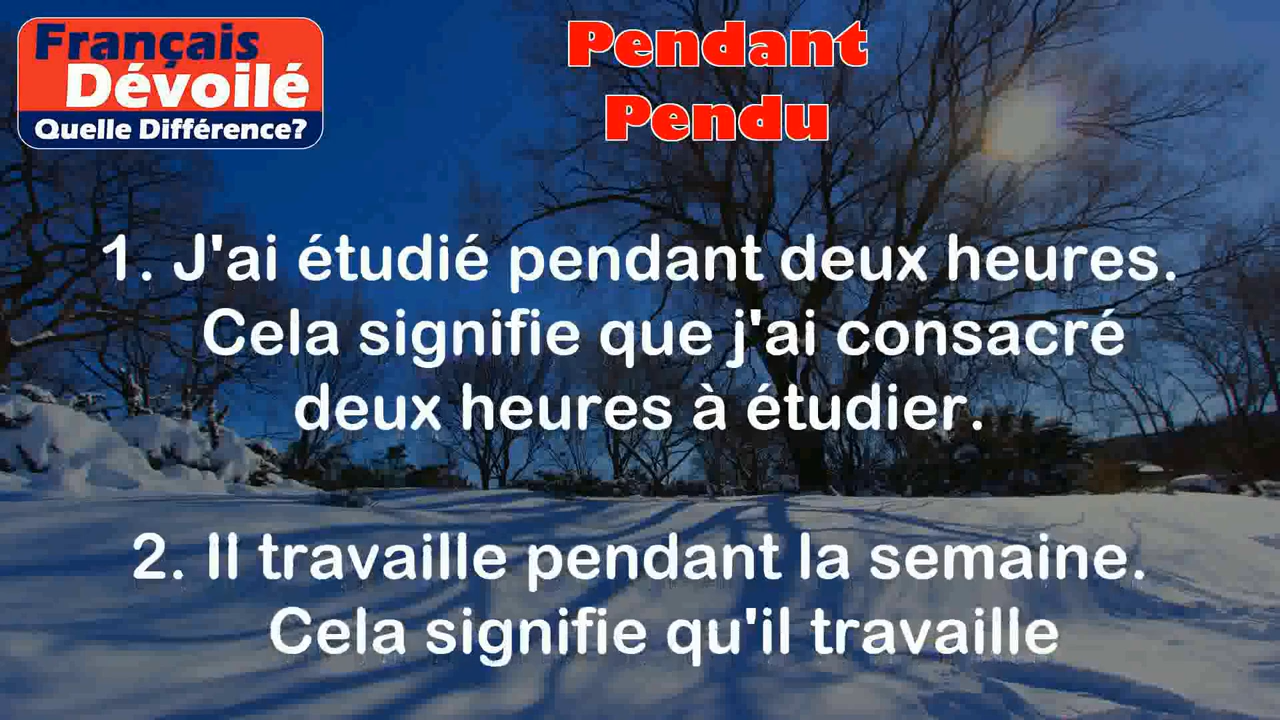 Français
Dévoilé
Quelle Différence?
Pendant
Pendu
1. J'ai étudié pendant deux heures.
Cela signifie que j'ai consacré
deux heures à étudier.
2. Il travaille pendant la semaine.
Cela signifie qu'il travaille